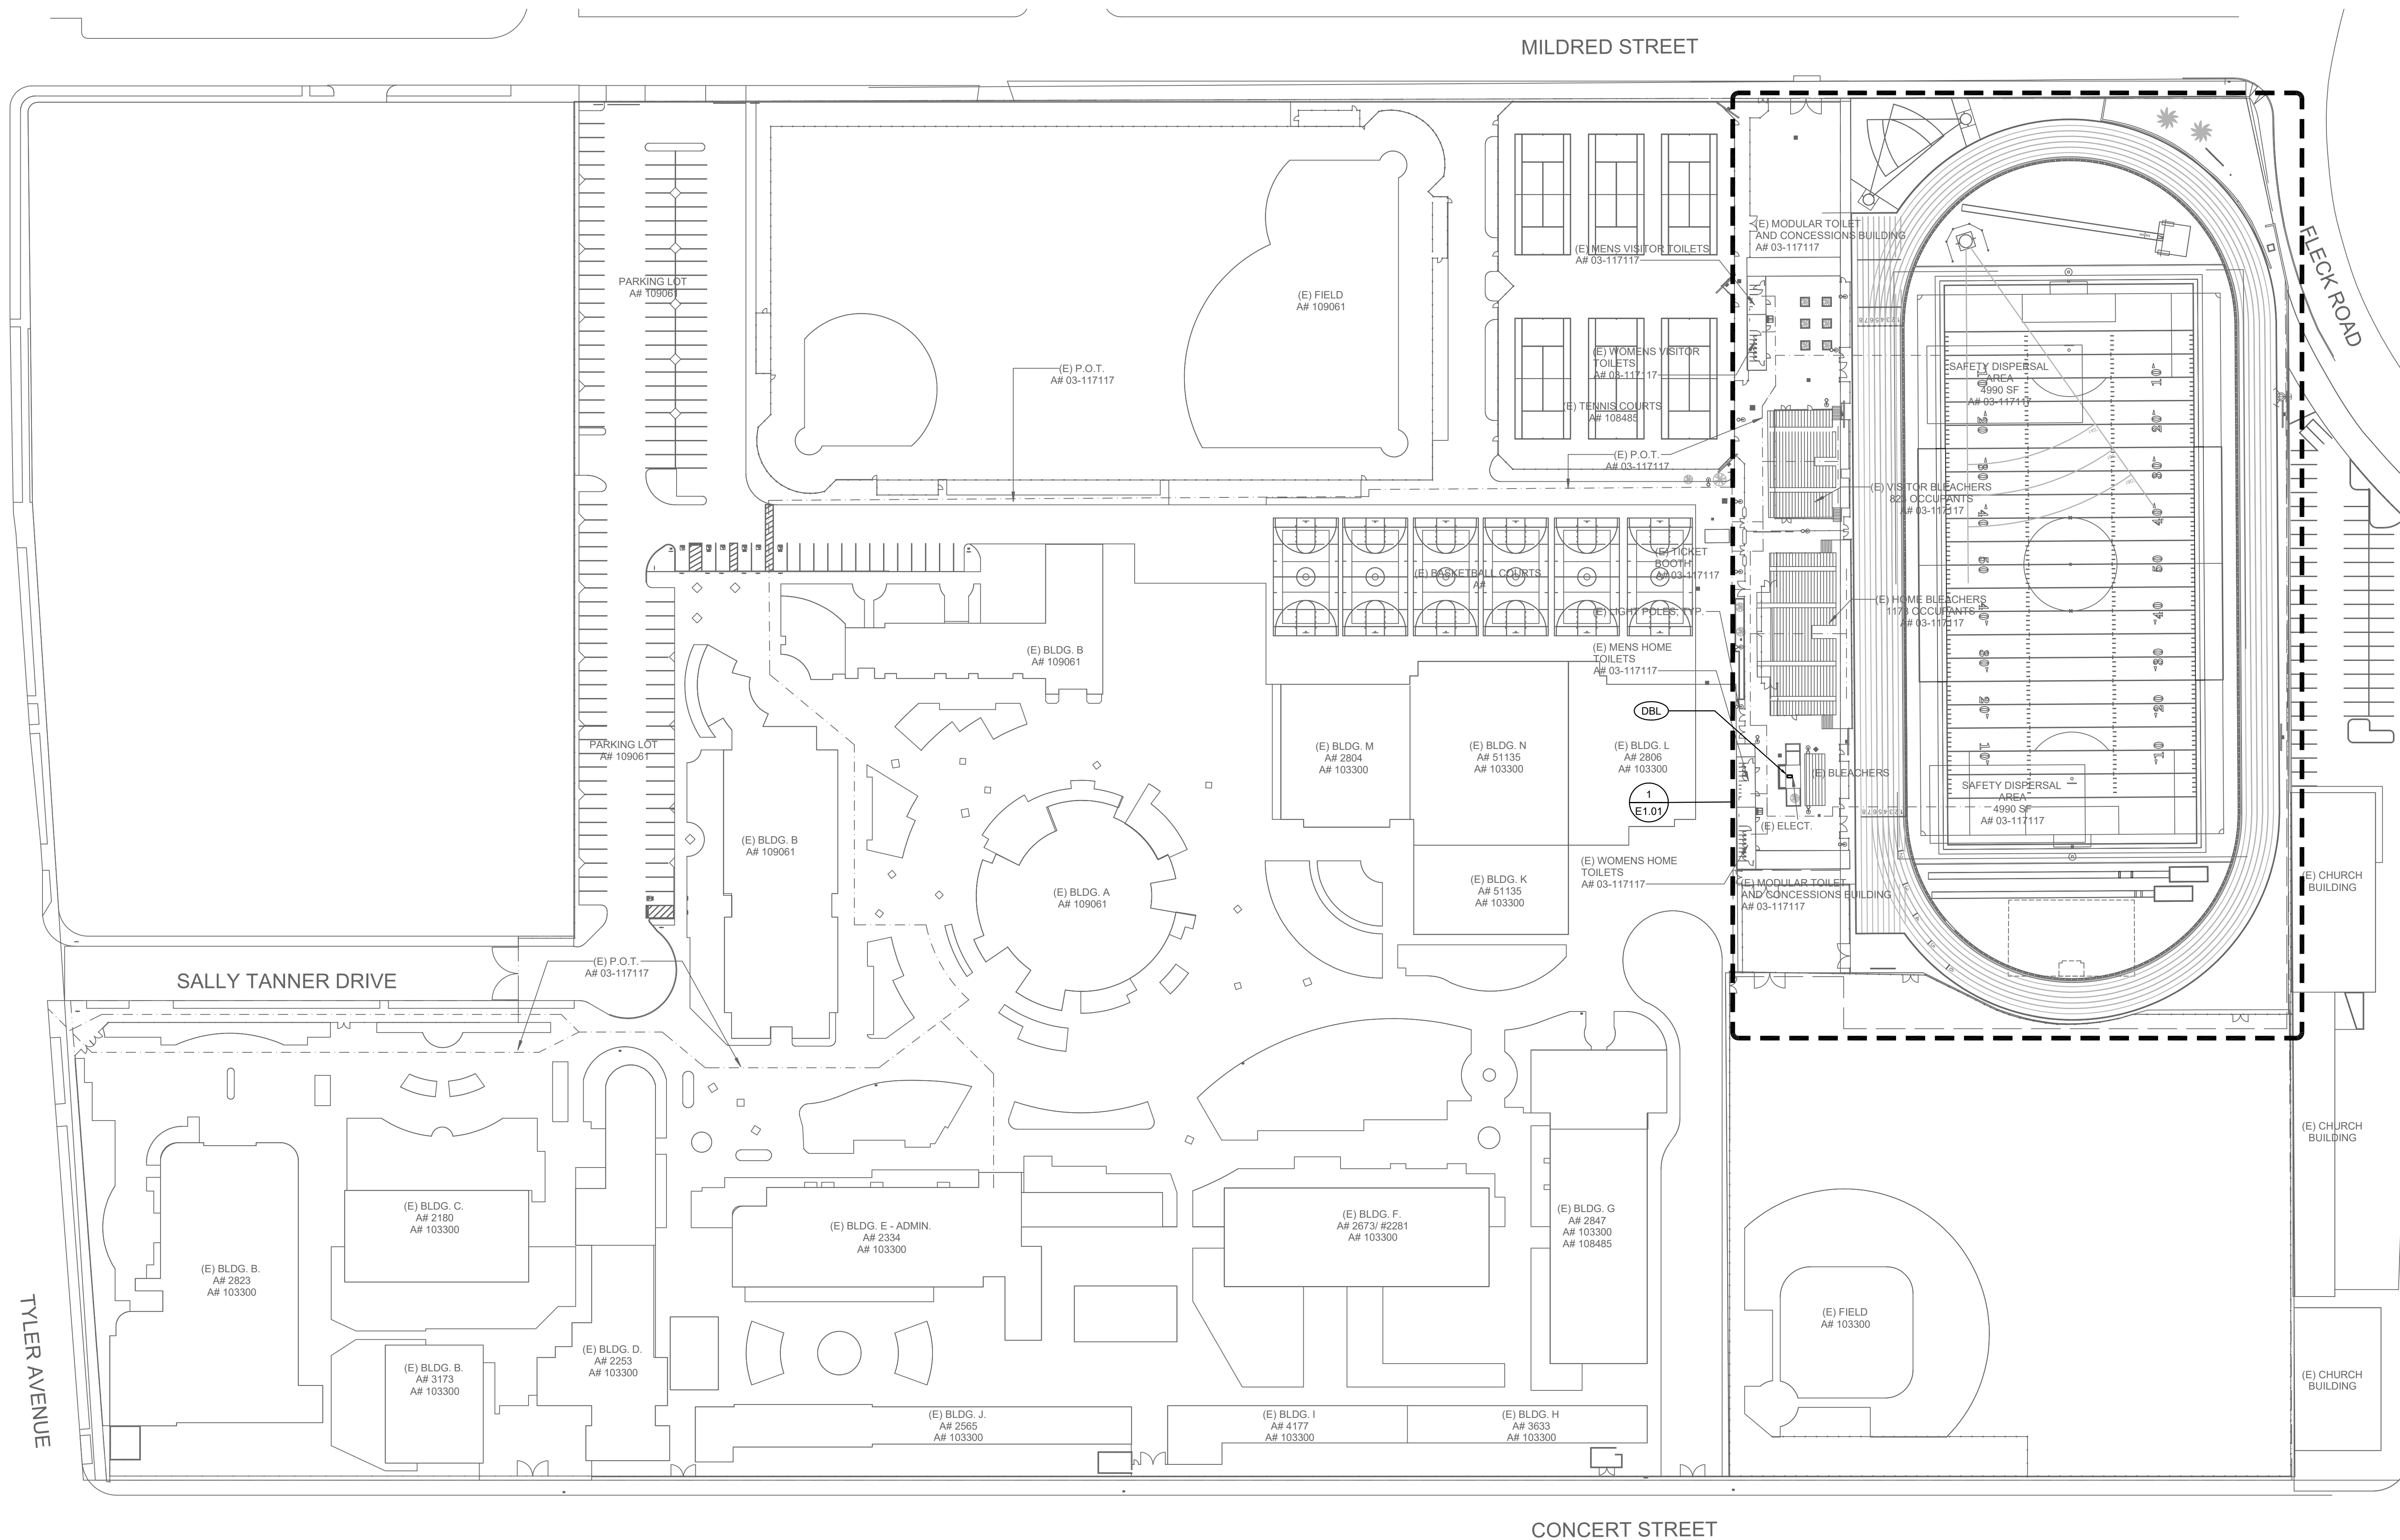 MILDRED STREET
FLECK ROAD
PARKING LOT
A# 109061
(E) FIELD
A# 109061
(E) P.O.T.
A# 03-117117
(E) MENS VISITOR TOILETS
A# 03-117117
(E) MODULAR TOILET
AND CONCESSIONS BUILDING
A# 03-117117
(E) WOMENS VISITOR
TOILETS
A# 03-117117
(E) TENNIS COURTS
A# 108485
(E) P.O.T.
A# 03-117117
SAFETY DISPERSAL
AREA
4990 SF
A# 03-117117
(E) VISITOR BLEACHERS
OCCUPANTS
A# 03-117117
(E) BASKETBALL COURTS
A#
(E) TICKET
BOOTH
A# 03-117117
(E) LIGHT POLES, TYP.
(E) HOME BLEACHERS
OCCUPANTS
A# 03-117117
(E) MENS HOME
TOILETS
A# 03-117117
DBL
1
E1.01
(E) BLDG. B
A# 109061
PARKING LOT
A# 109061
(E) BLDG. B
A# 109061
(E) BLDG. A
A# 109061
(E) BLDG. M
A# 2804
A# 103300
(E) BLDG. N
A# 51135
A# 103300
(E) BLDG. L
A# 2806
A# 103300
(E) BLEACHERS
(E) ELECT.
SAFETY DISPERSAL
AREA
4990 SF
A# 03-117117
(E) BLDG. K
A# 51135
A# 103300
(E) WOMENS HOME
TOILETS
A# 03-117117
(E) MODULAR TOILET
AND CONCESSIONS BUILDING
A# 03-117117
(E) CHURCH
BUILDING
SALLY TANNER DRIVE
(E) P.O.T.
A# 03-117117
(E) CHURCH
BUILDING
(E) BLDG. C.
A# 2180
A# 103300
(E) BLDG. E - ADMIN.
A# 2334
A# 103300
(E) BLDG. F.
A# 2673/ #2281
A# 103300
(E) BLDG. G
A# 2847
A# 103300
A# 108485
(E) BLDG. B.
A# 2823
A# 103300
(E) FIELD
A# 103300
TYLER AVENUE
(E) BLDG. B.
A# 3173
A# 103300
(E) BLDG. D.
A# 2253
A# 103300
(E) CHURCH
BUILDING
(E) BLDG. J.
A# 2565
A# 103300
(E) BLDG. I
A# 4177
A# 103300
(E) BLDG. H
A# 3633
A# 103300
CONCERT STREET